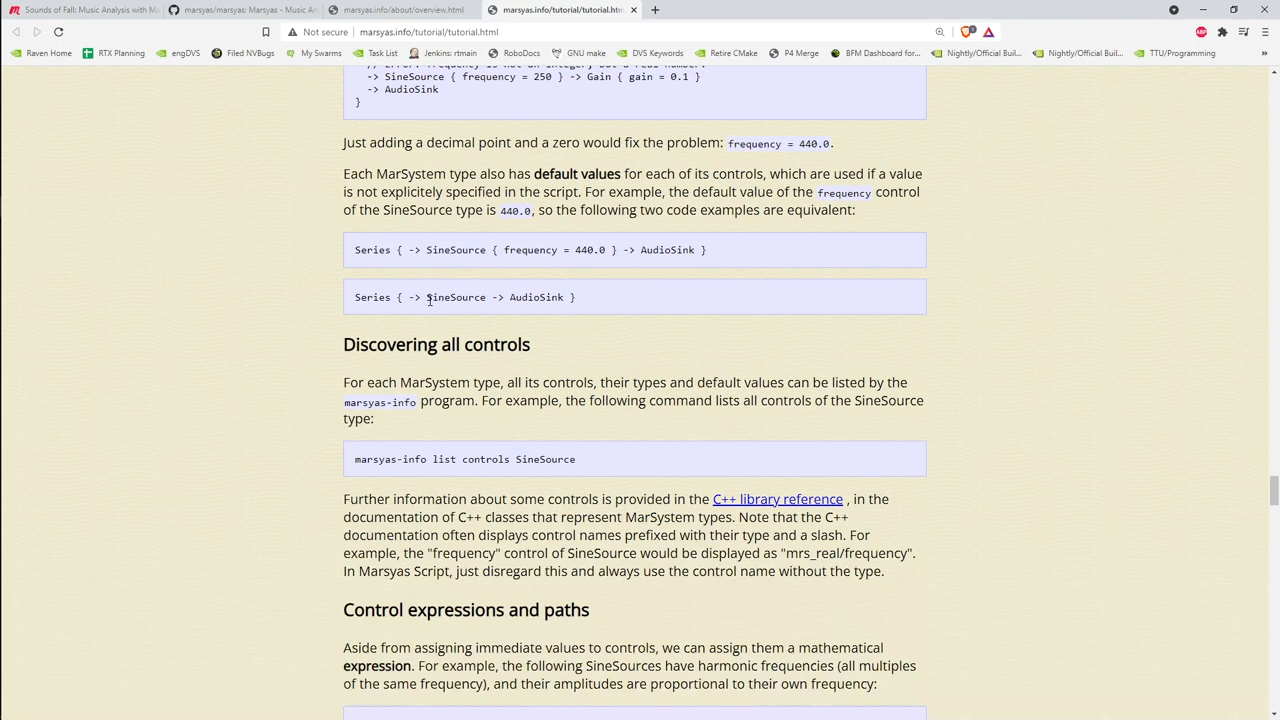 Sounds of Fall: Music Analysis with M
marsyas/marsyas: Marsyas - Music An
marsyas.info/about/overview.html
marsyas.info/tutorial/tutorial.htm
Not secure | marsyas.info/tutorial/tutorial.html
Raven Home
RTX Planning
engDVS
Filed NVBugs
My Swarms
Task List
Jenkins: rtmain
RoboDocs
GNU make
DVS Keywords
Retire CMake
P4 Merge
BFM Dashboard for...
Nightly/Official Buil...
Nightly/Official Buil...
TTU/Programming
»
// Error: frequency is not an integer but a real number.
-> SineSource { frequency = 250 } -> Gain { gain = 0.1 }
-> AudioSink
}
Just adding a decimal point and a zero would fix the problem: frequency = 440.0.
Each MarSystem type also has default values for each of its controls, which are used if a value
is not explicitly specified in the script. For example, the default value of the frequency control
of the SineSource type is 440.0, so the following two code examples are equivalent:
Series { -> SineSource { frequency = 440.0 } -> AudioSink }
Series { -> SineSource -> AudioSink }
Discovering all controls
For each MarSystem type, all its controls, their types and default values can be listed by the
marsyas-info program. For example, the following command lists all controls of the SineSource
type:
marsyas-info list controls SineSource
Further information about some controls is provided in the C++ library reference , in the
documentation of C++ classes that represent MarSystem types. Note that the C++
documentation often displays control names prefixed with their type and a slash. For
example, the "frequency" control of SineSource would be displayed as "mrs_real/frequency".
In Marsyas Script, just disregard this and always use the control name without the type.
Control expressions and paths
Aside from assigning immediate values to controls, we can assign them a mathematical
expression. For example, the following SineSources have harmonic frequencies (all multiples
of the same frequency), and their amplitudes are proportional to their own frequency: